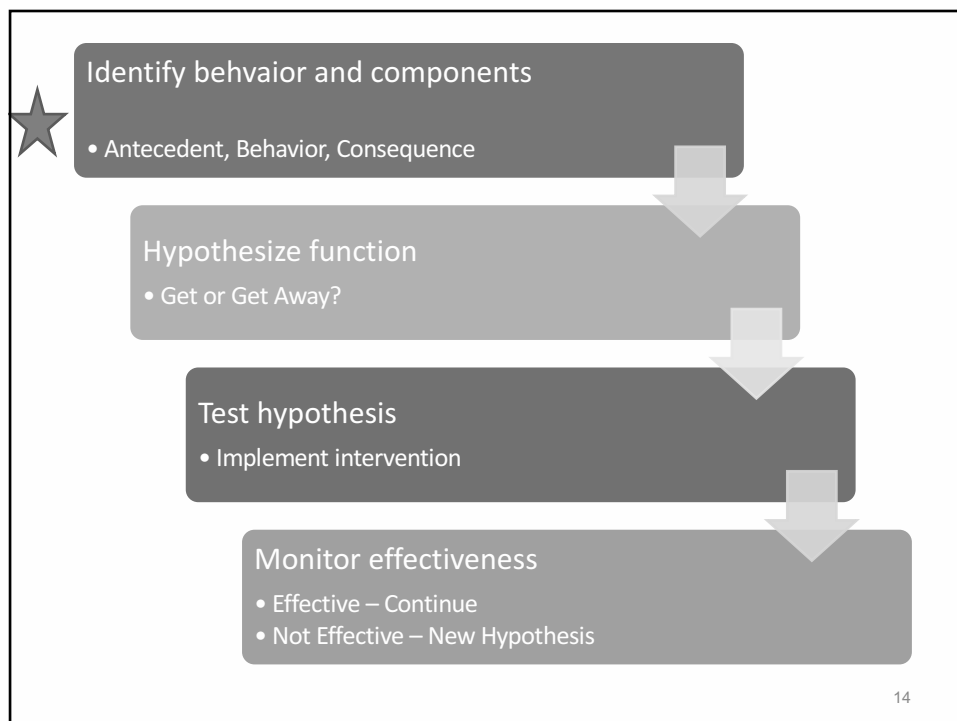 Identify behvaior and components
• Antecedent, Behavior, Consequence
Hypothesize function
• Get or Get Away?
Test hypothesis
• Implement intervention
Monitor effectiveness
• Effective – Continue
• Not Effective – New Hypothesis
14